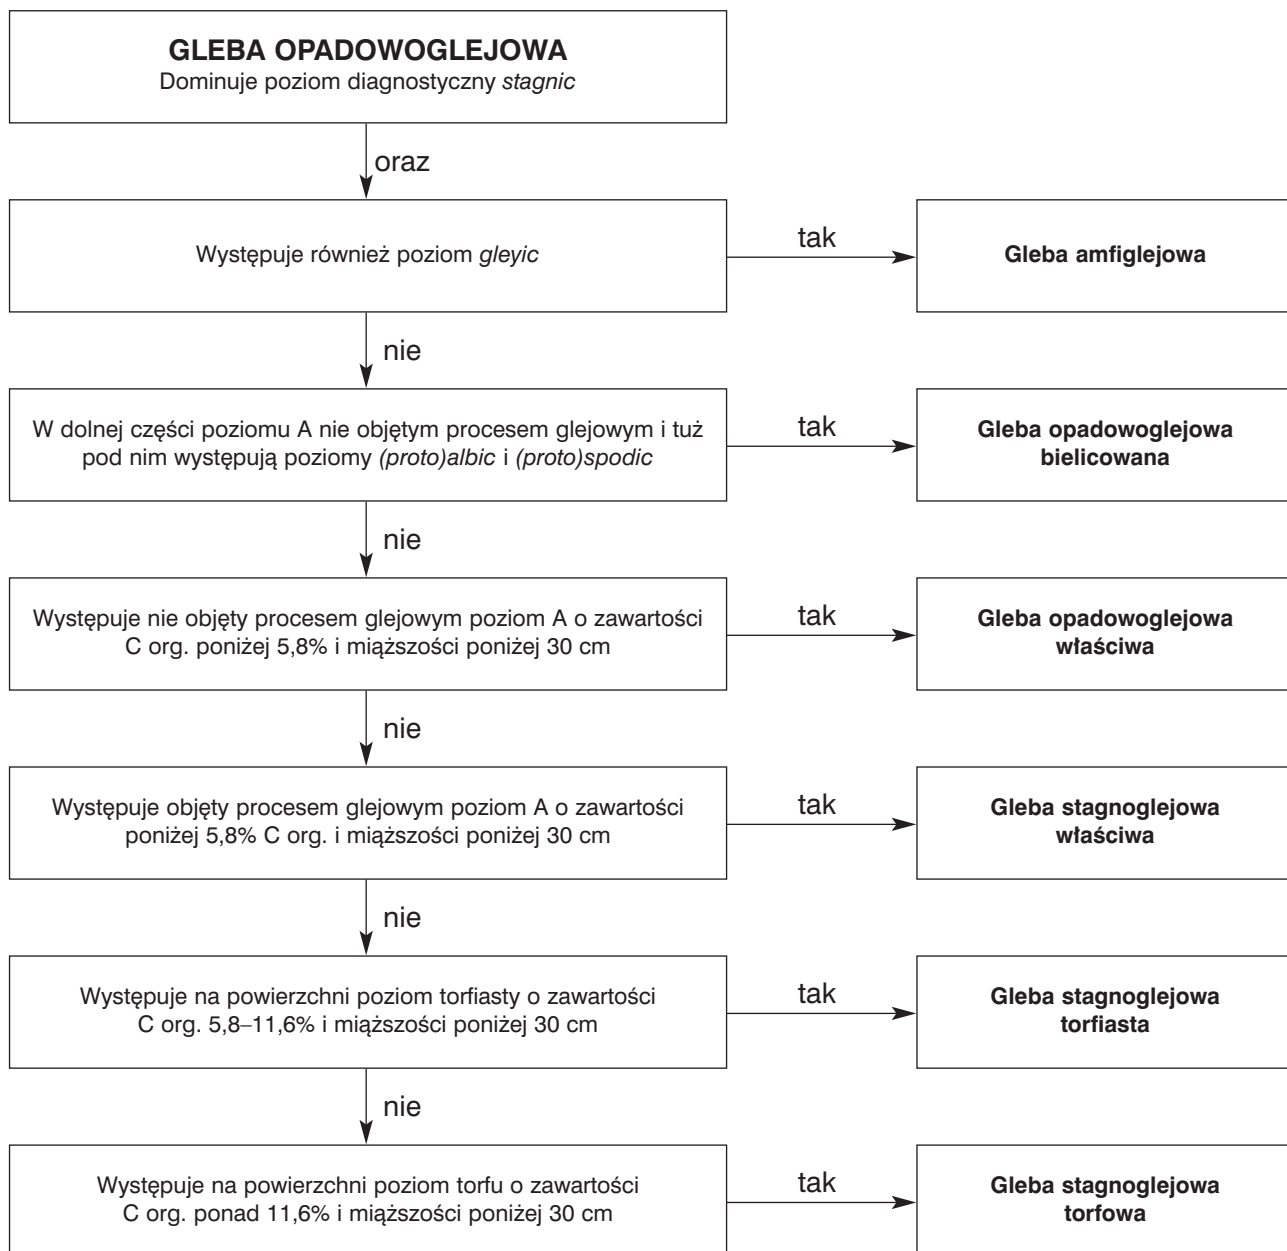 GLEBA OPADOWOGLEJOWA
Dominuje poziom diagnostyczny stagnic
oraz
Występuje również poziom gleyic
tak
Gleba amfiglejowa
nie
W dolnej części poziomu A nie objętym procesem glejowym i tuż
pod nim występują poziomy (proto)albic i (proto)spodic
tak
Gleba opadowoglejowa
bielicowana
nie
Występuje nie objęty procesem glejowym poziom A o zawartości
C org. poniżej 5,8% i miąższości poniżej 30 cm
tak
Gleba opadowoglejowa
właściwa
nie
Występuje objęty procesem glejowym poziom A o zawartości
poniżej 5,8% C org. i miąższości poniżej 30 cm
tak
Gleba stagnoglejowa
właściwa
nie
Występuje na powierzchni poziom torfiasty o zawartości
C org. 5,8–11,6% i miąższości poniżej 30 cm
tak
Gleba stagnoglejowa
torfiasta
nie
Występuje na powierzchni poziom torfu o zawartości
C org. ponad 11,6% i miąższości poniżej 30 cm
tak
Gleba stagnoglejowa
torfowa